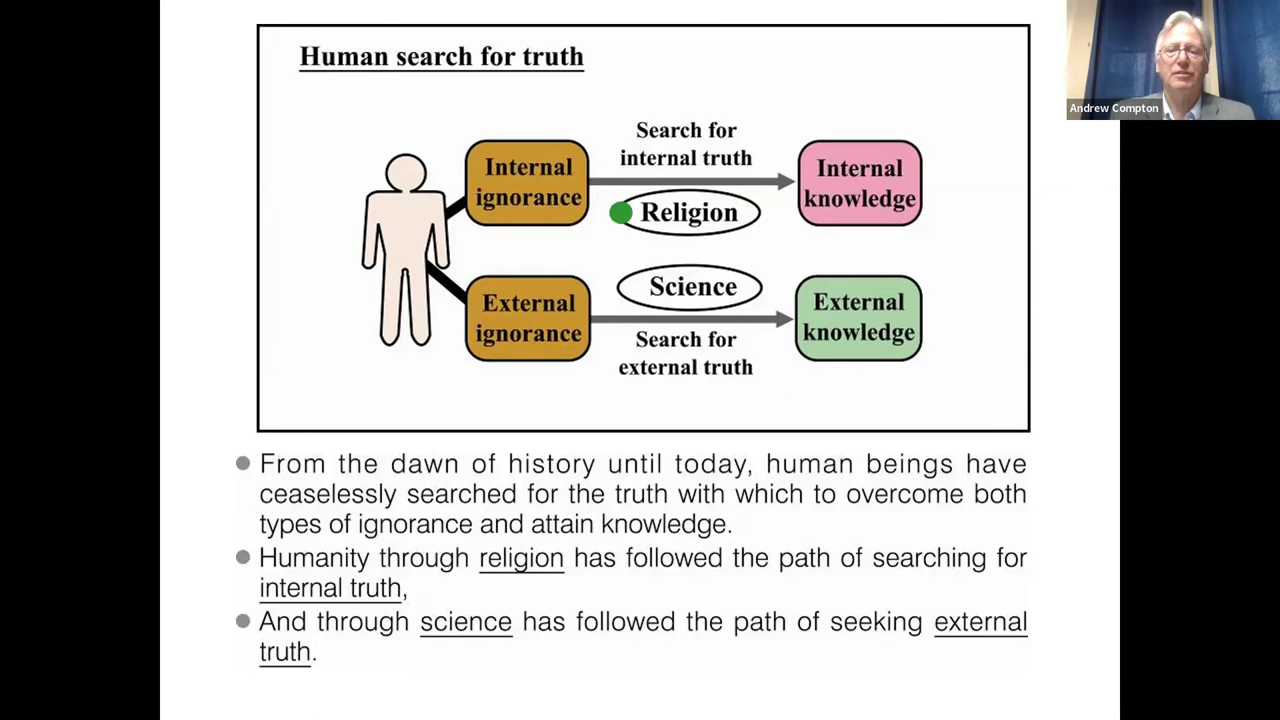 Human search for truth
Search for
internal truth
Internal
ignorance
Internal
knowledge
Religion
Science
External
ignorance
External
knowledge
Search for
external truth
From the dawn of history until today, human beings have
ceaselessly searched for the truth with which to overcome both
types of ignorance and attain knowledge.
Humanity through religion has followed the path of searching for
internal truth,
And through science has followed the path of seeking external
truth.
Andrew Compton